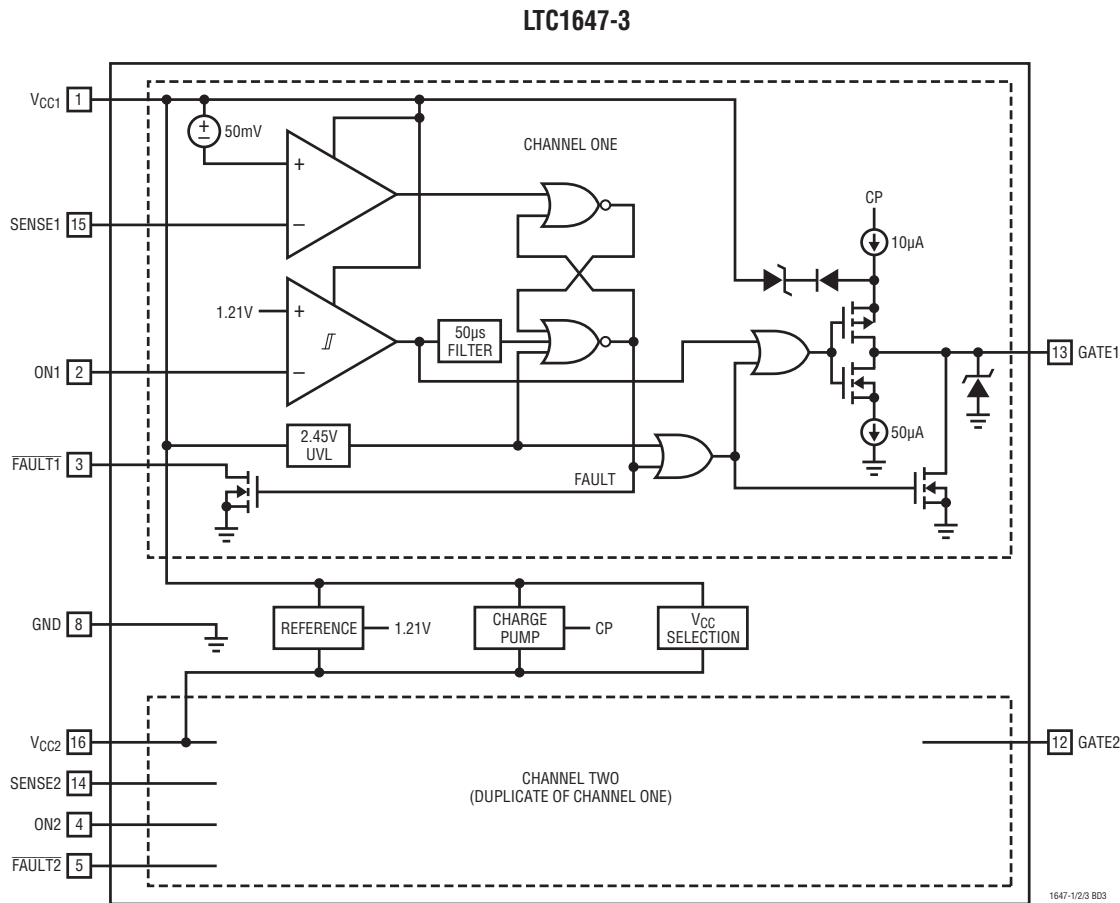 LTC1647-3
VCC1 1
50mV
+
–
+
–
CHANNEL ONE
SENSE1 15
CP
10µA
1.21V
+
–
50µs
FILTER
ON1 2
13 GATE1
2.45V
UVL
50µA
FAULT1 3
FAULT
GND 8
REFERENCE
1.21V
CHARGE
PUMP
CP
VCC
SELECTION
VCC2 16
12 GATE2
SENSE2 14
CHANNEL TWO
(DUPLICATE OF CHANNEL ONE)
ON2 4
FAULT2 5
1647-1/2/3 BD3